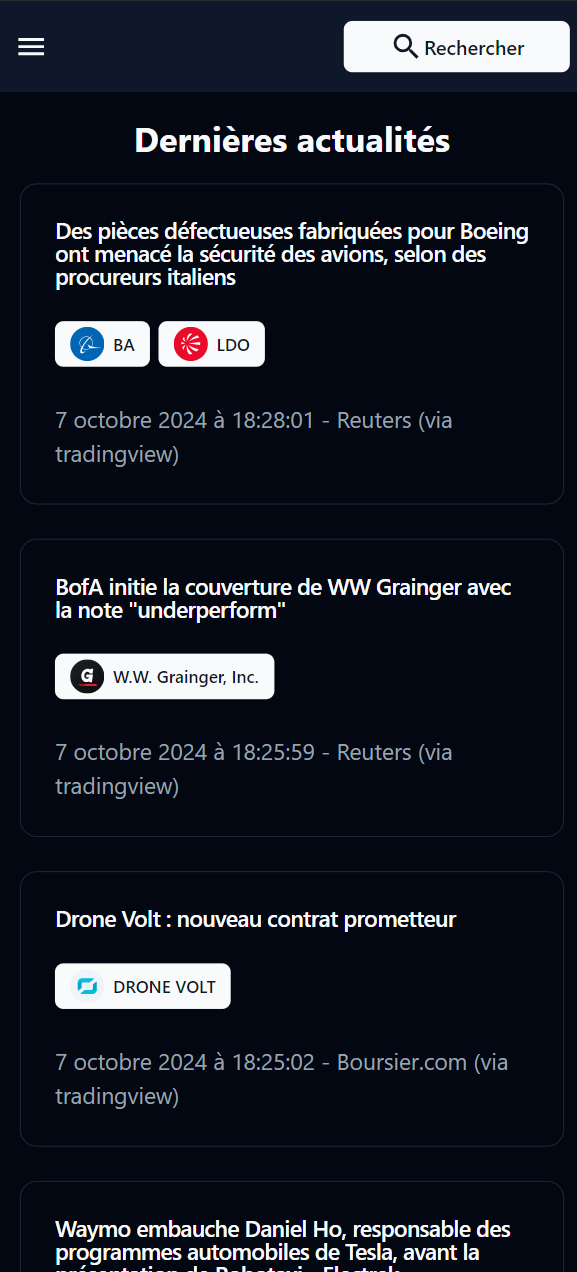 Rechercher
Dernières actualités
Des pièces défectueuses fabriquées pour Boeing
ont menacé la sécurité des avions, selon des
procureurs italiens
BA
LDO
7 octobre 2024 à 18:28:01 - Reuters (via
tradingview)
BofA initie la couverture de WW Grainger avec
la note "underperform"
G
W.W. Grainger, Inc.
7 octobre 2024 à 18:25:59 - Reuters (via
tradingview)
Drone Volt : nouveau contrat prometteur
DRONE VOLT
7 octobre 2024 à 18:25:02 - Boursier.com (via
tradingview)
Waymo embauche Daniel Ho, responsable des
programmes automobiles de Tesla, avant la
présentation de Robotaxi - Electrek